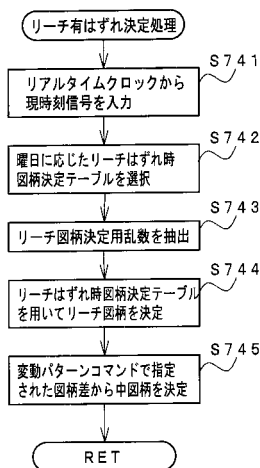 リーチ有はずれ決定処理
S741
リアルタイムクロックから
現時刻信号を入力
S742
曜日に応じたリーチはずれ時
図柄決定テーブルを選択
S743
リーチ図柄決定用乱数を抽出
S744
リーチはずれ時図柄決定テーブル
を用いてリーチ図柄を決定
S745
変動パターンコマンドで指定
された図柄差から中図柄を決定
RET